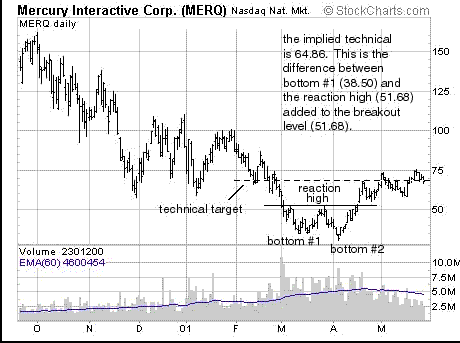 Mercury Interactive Corp. (MERQ) Nasdaq Nat. Mkt. © StockCharts.com
MERQ daily
the implied technical
is 64.86. This is the
difference between
bottom #1 (38.50) and
the reaction high (51.68)
added to the breakout
level (51.68).
150
100
75
50
reaction
high
technical target
bottom #1
bottom #2
Volume 2301200
EMA(60) 4600454
10.0M
7.5M
5.0M
2.5M
O N D 01 F M A M